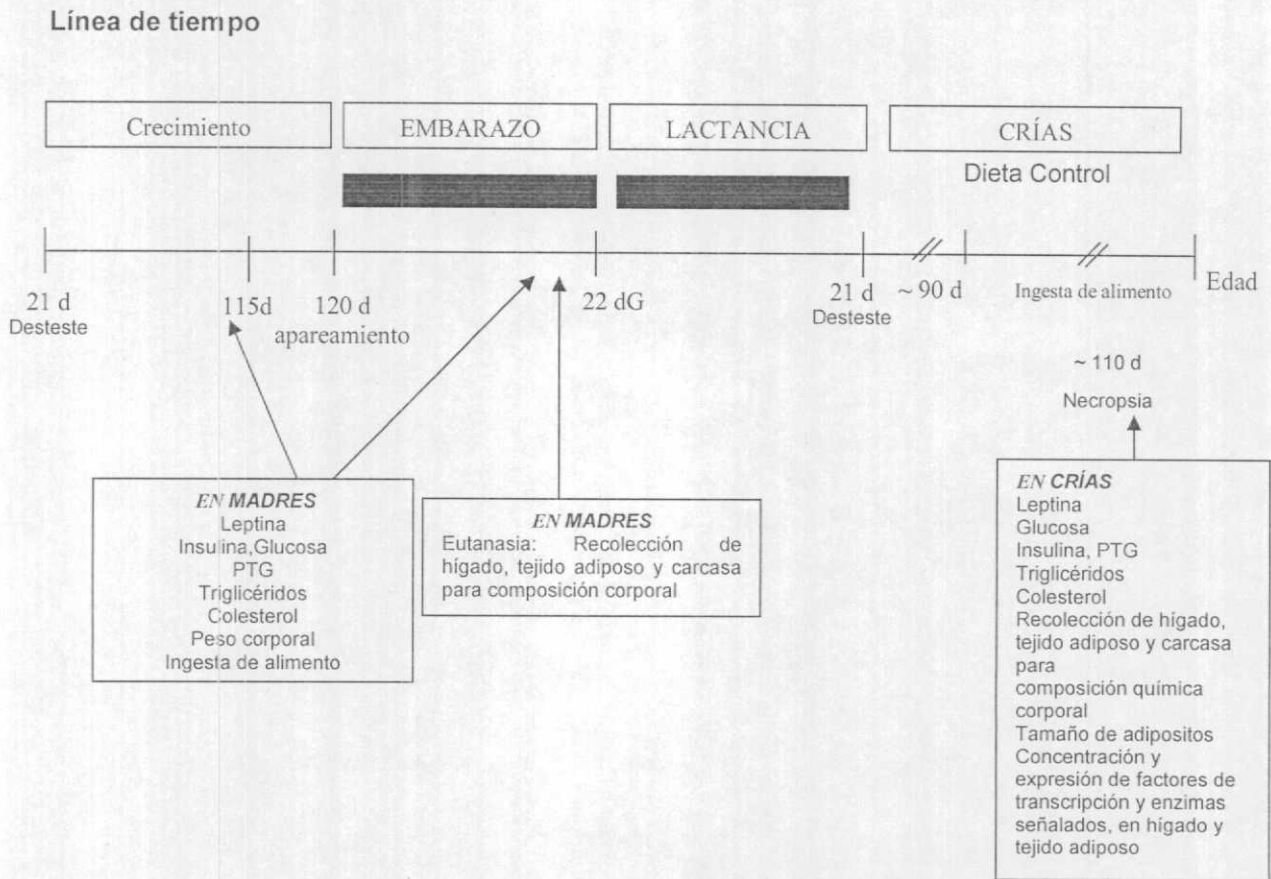 Línea de tiempo
Crecimiento
EMBARAZO
LACTANCIA
CRÍAS
Dieta Control
21 d
Desteste
115d
120 d
apareamiento
22 dG
21 d
Desteste
~ 90 d
Ingesta de alimento
Edad
~ 110 d
Necropsia
EN MADRES
Leptina
Insulina,Glucosa
PTG
Triglicéridos
Colesterol
Peso corporal
Ingesta de alimento
EN MADRES
Eutanasia: Recolección de
hígado, tejido adiposo y carcasa
para composición corporal
EN CRÍAS
Leptina
Glucosa
Insulina, PTG
Triglicéridos
Colesterol
Recolección de hígado,
tejido adiposo y carcasa
para
composición química
corporal
Tamaño de adipositos
Concentración y
expresión de factores de
transcripción y enzimas
señalados, en hígado y
tejido adiposo